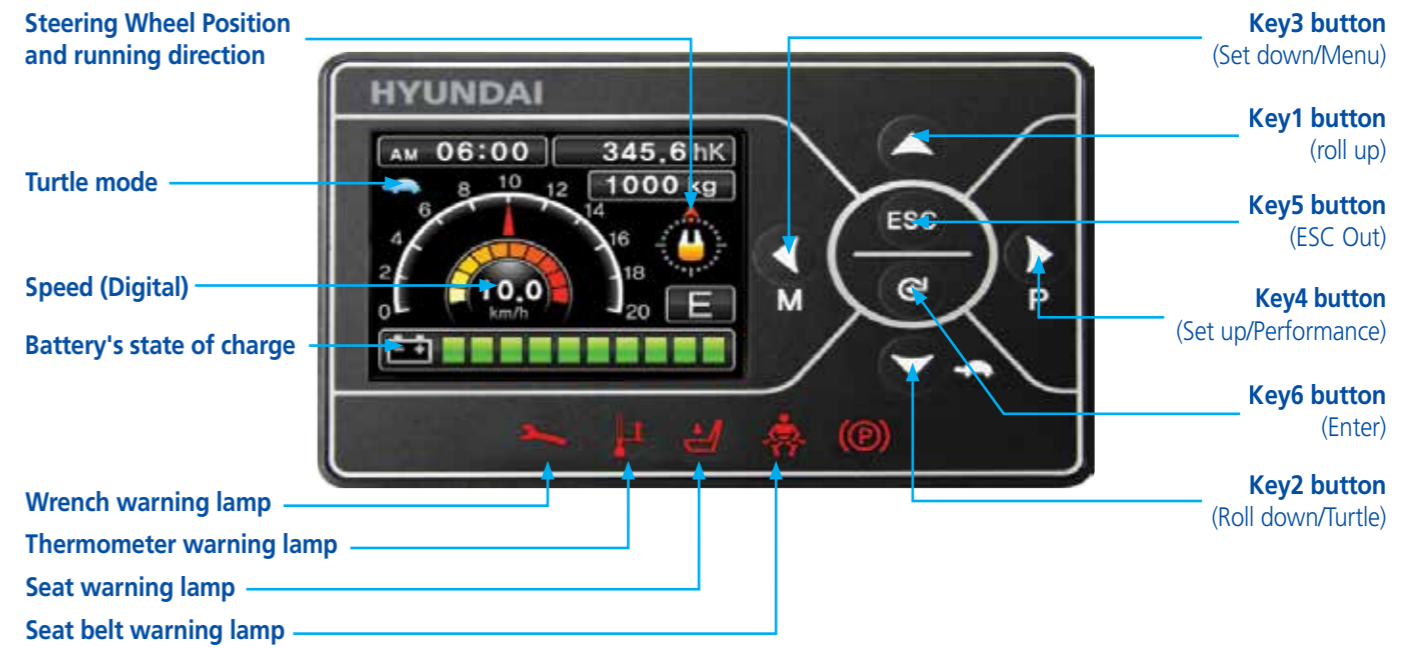 Steering Wheel Position
and running direction
Turtle mode
Speed (Digital)
Battery's state of charge
Wrench warning lamp
Thermometer warning lamp
Seat warning lamp
Seat belt warning lamp
HYUNDAI
AM 06:00
345.6 hK
1000 kg
0
2
4
6
8
10
12
14
16
18
20
10.0
km/h
E
M
ESC
P
(P)
Key3 button
(Set down/Menu)
Key1 button
(roll up)
Key5 button
(ESC Out)
Key4 button
(Set up/Performance)
Key6 button
(Enter)
Key2 button
(Roll down/Turtle)